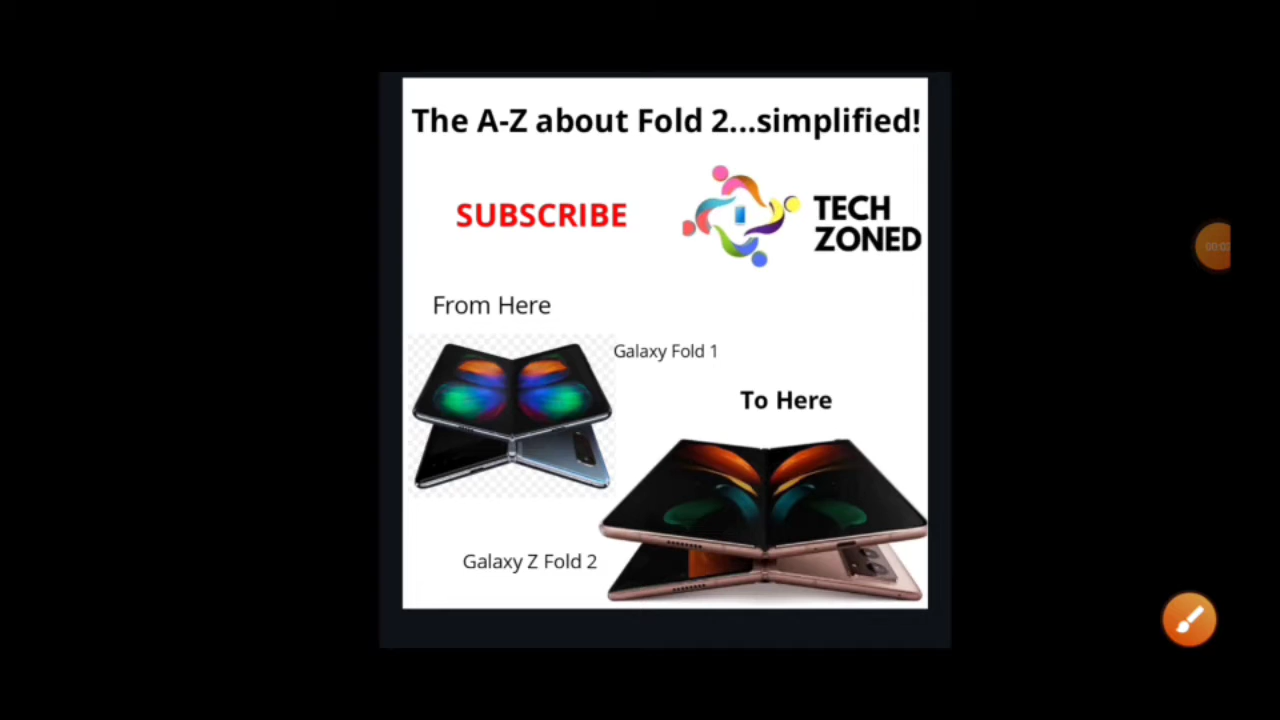 The A-Z about Fold 2...simplified!
SUBSCRIBE
TECH
ZONED
From Here
Galaxy Fold 1
To Here
Galaxy Z Fold 2